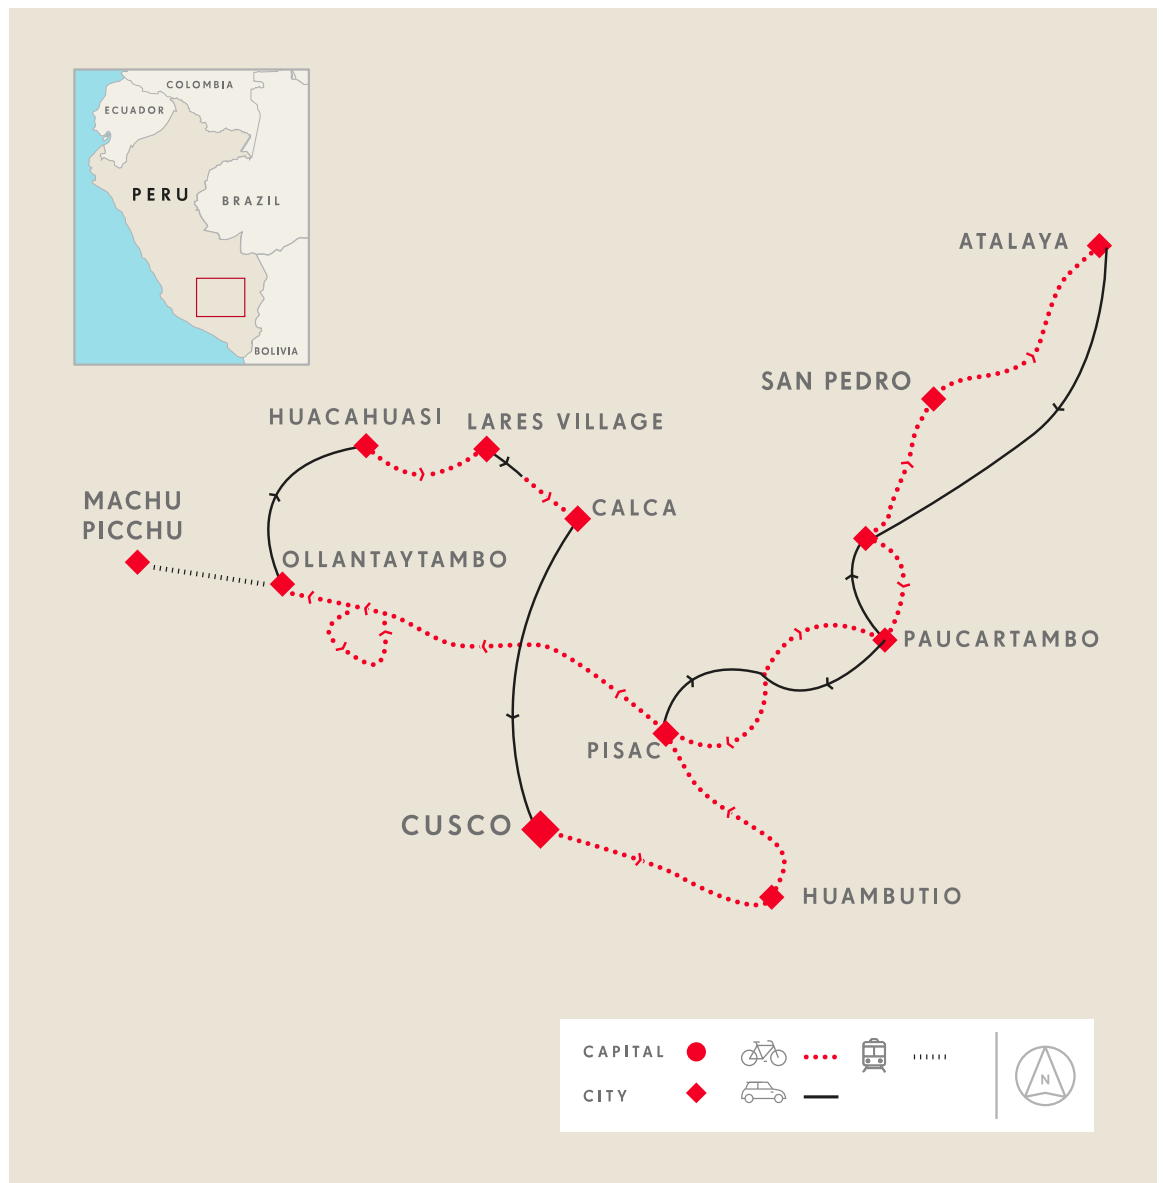 COLOMBIA
ECUADOR
PERU
BRAZIL
BOLIVIA
ATALAYA
SAN PEDRO
HUACAHUASI
LARES VILLAGE
MACHU
PICCHU
CALCA
OLLANTAYTAMBO
PAUCARTAMBO
PISAC
CUSCO
HUAMBUTIO
CAPITAL
CITY
N